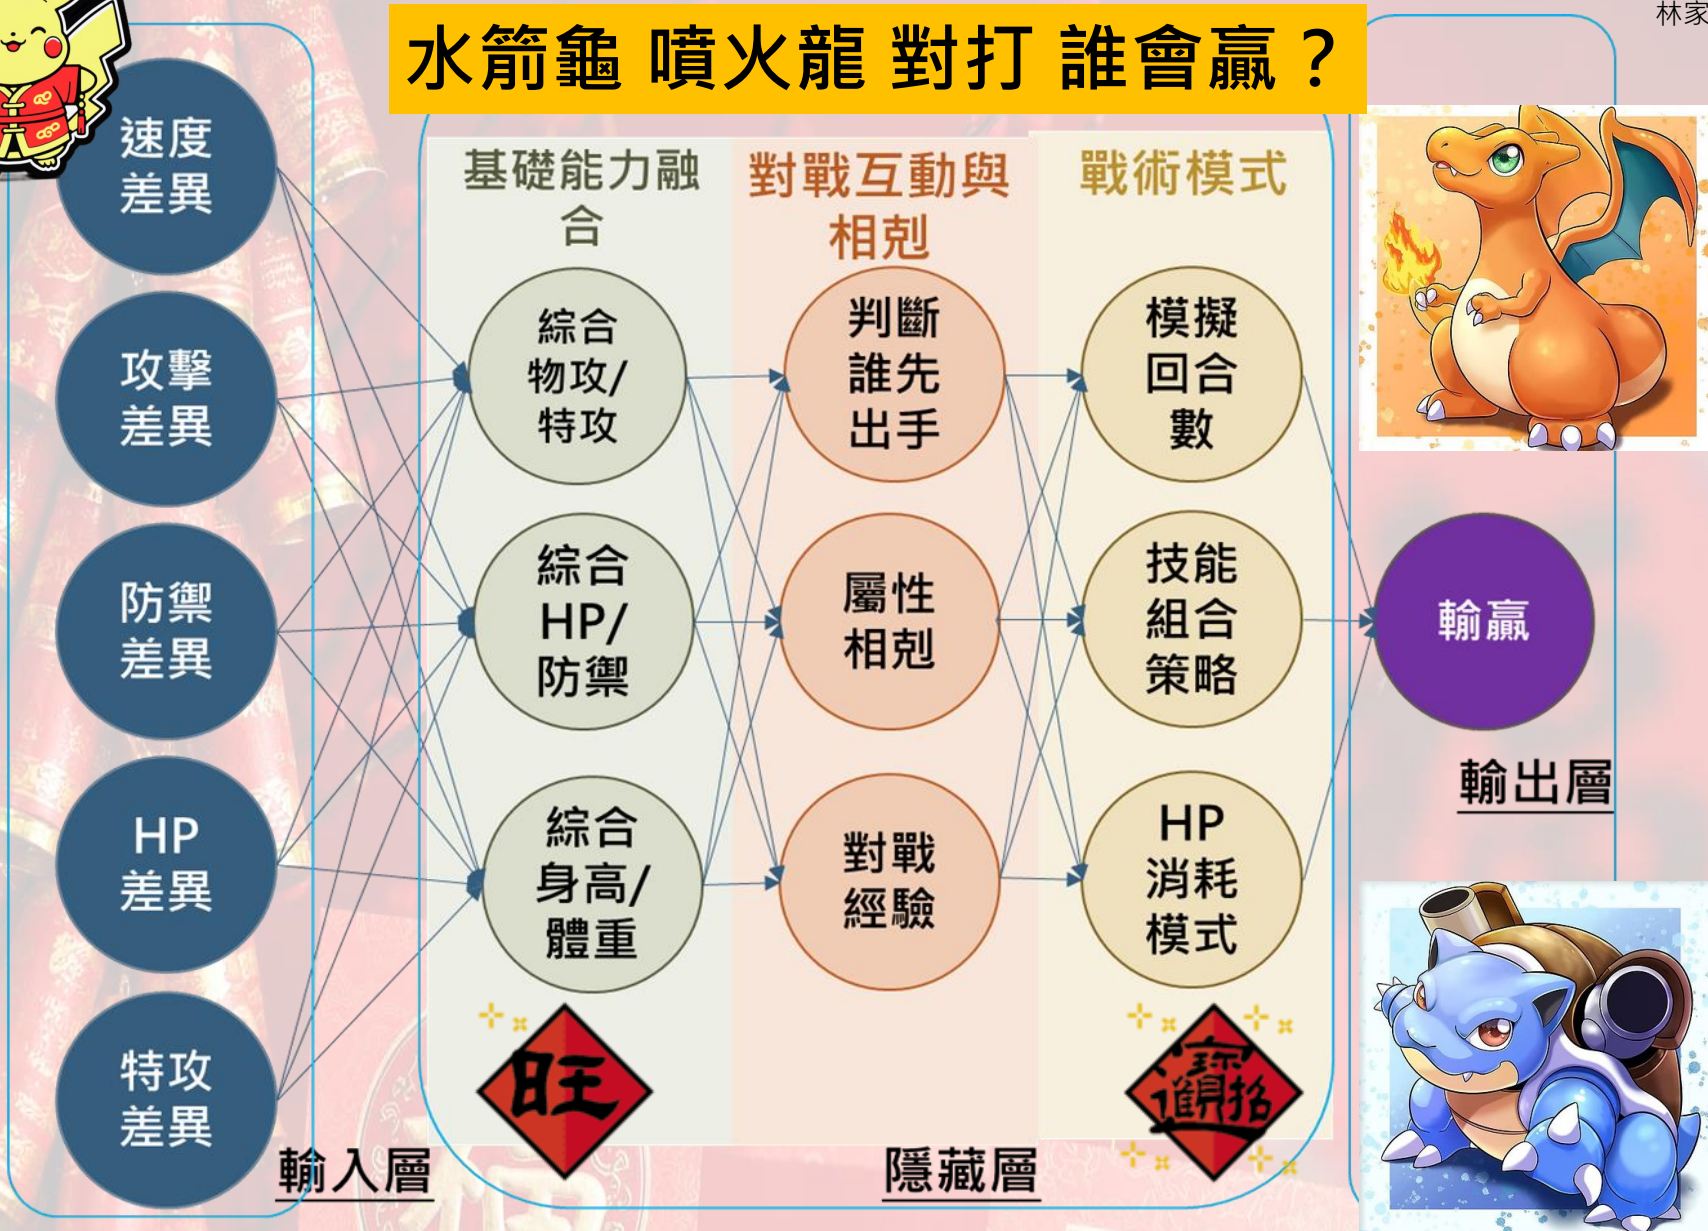 林家
水箭龜 噴火龍 對打 誰會贏？
速度
差異
攻擊
差異
防禦
差異
HP
差異
特攻
差異
輸入層
基礎能力融
合
綜合
物攻/
特攻
綜合
HP/
防禦
綜合
身高/
體重
旺
對戰互動與
相剋
判斷
誰先
出手
屬性
相剋
對戰
經驗
隱藏層
戰術模式
模擬
回合
數
技能
組合
策略
HP
消耗
模式
招財進寶
輸贏
輸出層